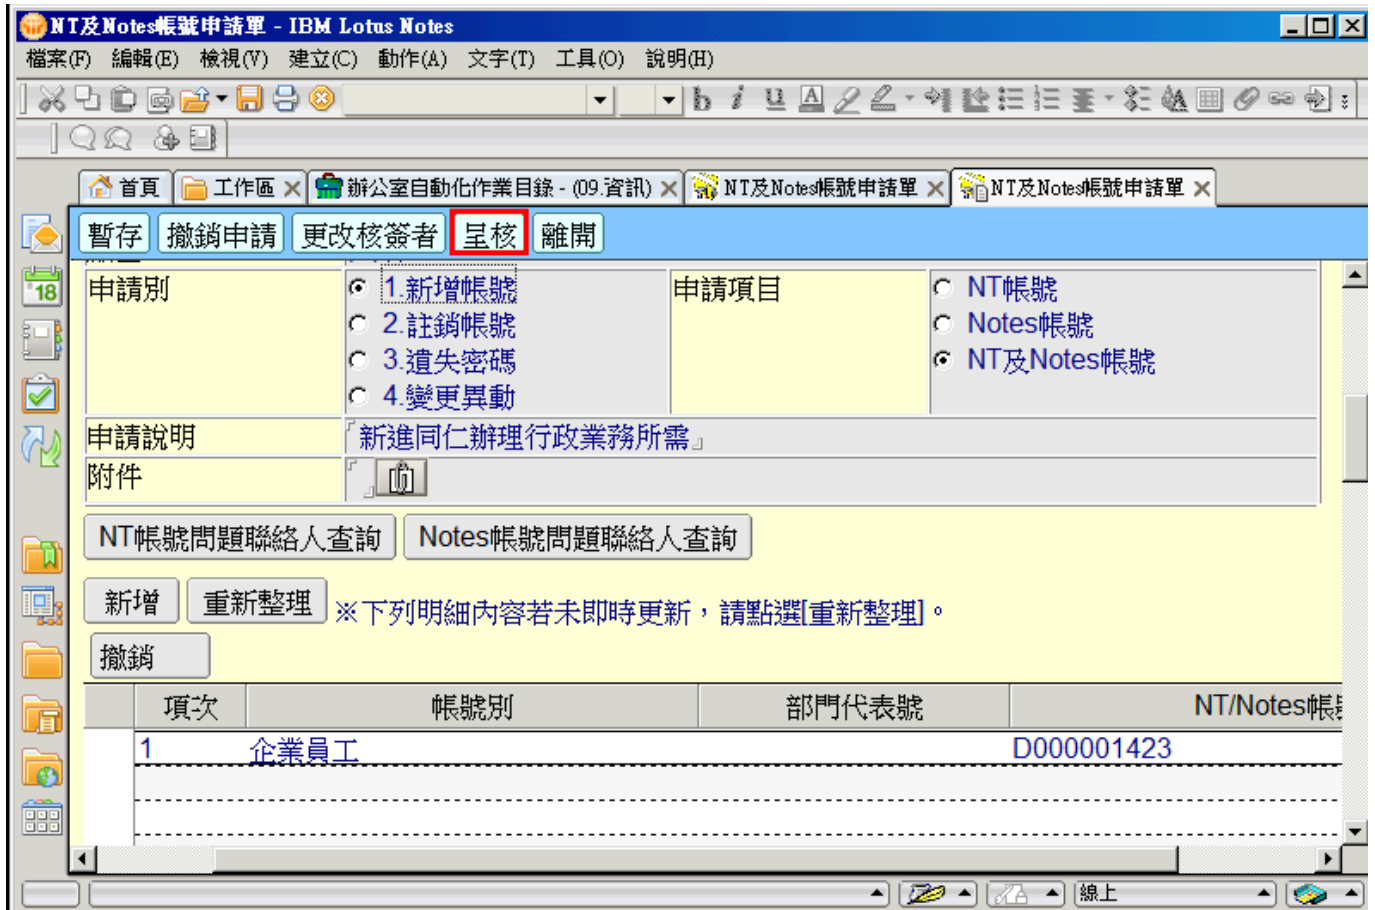 NT及Notes帳號申請單 - IBM Lotus Notes
檔案(F) 編輯(E) 檢視(V) 建立(C) 動作(A) 文字(T) 工具(O) 說明(H)
首頁 工作區 辦公室自動化作業目錄 - (09.資訊) NT及Notes帳號申請單 NT及Notes帳號申請單
暫存 撤銷申請 更改核簽者 呈核 離開
18
申請別 1.新增帳號 申請項目 NT帳號
2.註銷帳號 Notes帳號
3.遺失密碼 NT及Notes帳號
4.變更異動
申請說明 「新進同仁辦理行政業務所需」
附件 「」
NT帳號問題聯絡人查詢 Notes帳號問題聯絡人查詢
新增 重新整理 ※下列明細內容若未即時更新，請點選[重新整理]。
撤銷
項次 帳號別 部門代表號 NT/Notes帳
1 企業員工 D000001423
線上